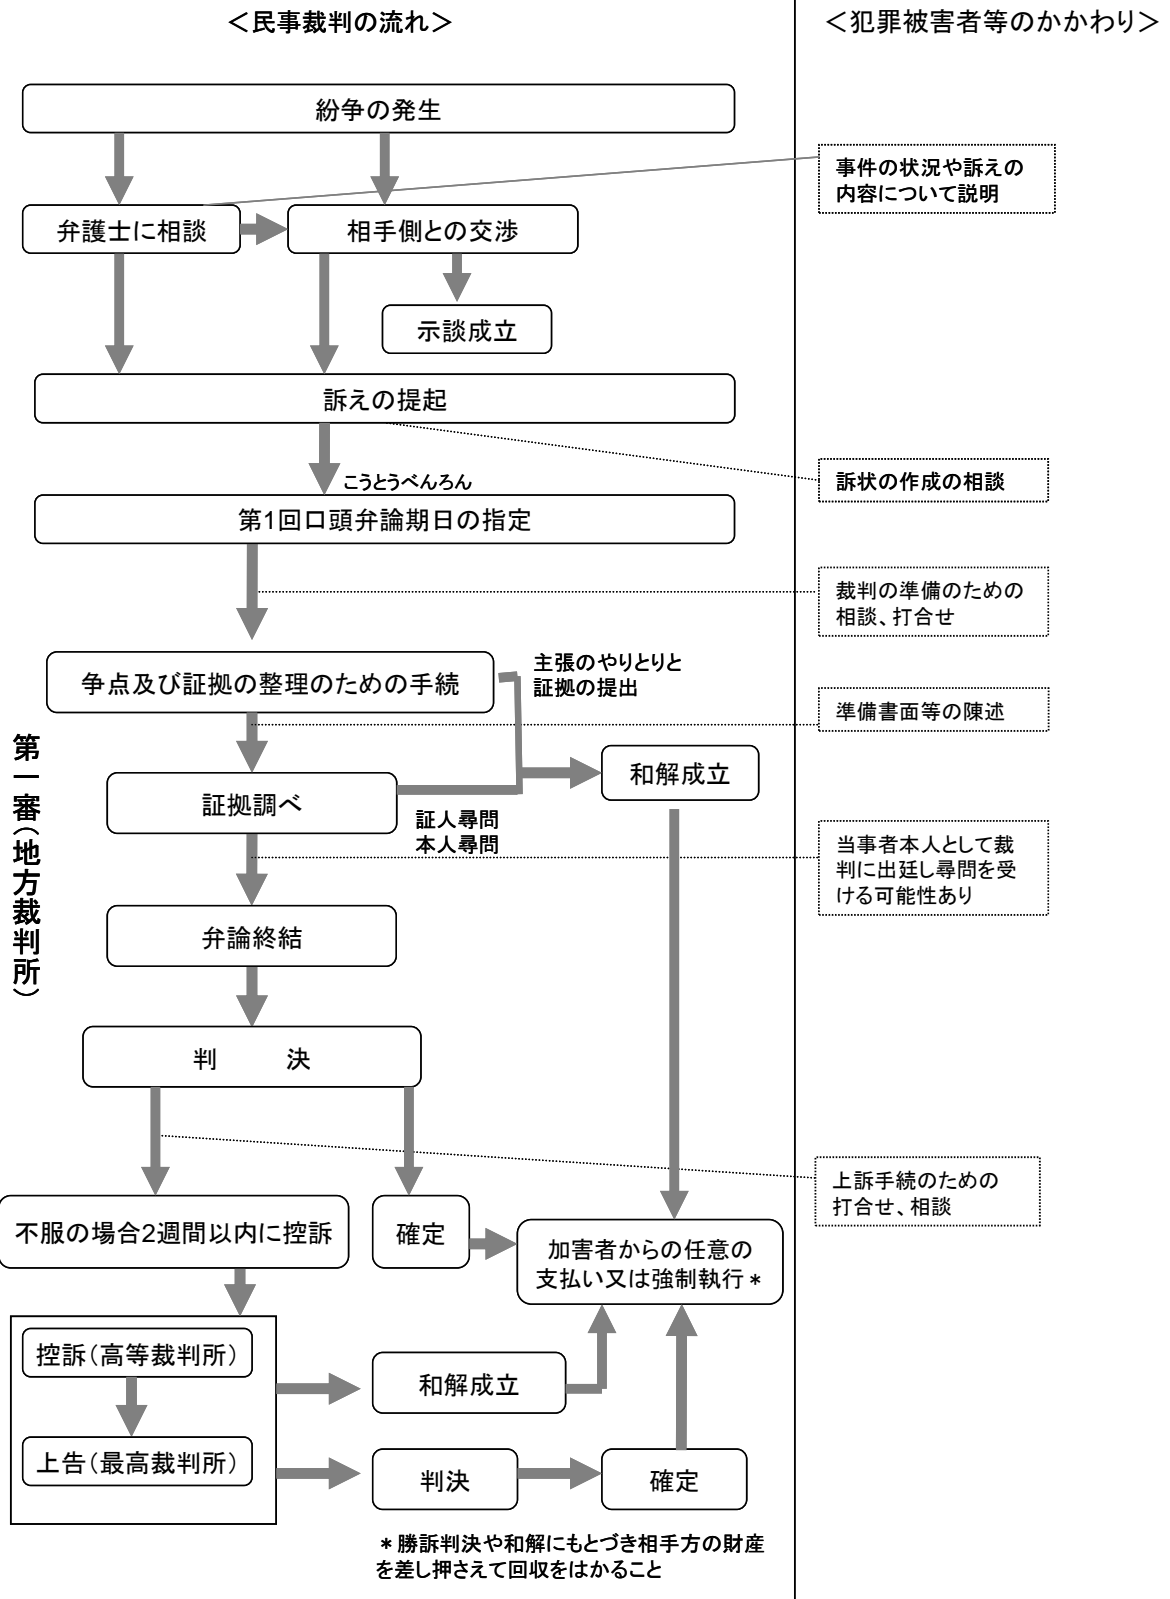 ＜民事裁判の流れ＞
＜犯罪被害者等のかかわり＞
紛争の発生
事件の状況や訴えの
内容について説明
弁護士に相談
相手側との交渉
示談成立
訴えの提起
訴状の作成の相談
こうとうべんろん
第1回口頭弁論期日の指定
裁判の準備のための
相談、打合せ
主張のやりとりと
証拠の提出
争点及び証拠の整理のための手続
準備書面等の陳述
第一審（地方裁判所）
和解成立
証拠調べ
証人尋問
本人尋問
当事者本人として裁
判に出廷し尋問を受
ける可能性あり
弁論終結
判　　決
上訴手続のための
打合せ、相談
不服の場合2週間以内に控訴
確定
加害者からの任意の
支払い又は強制執行＊
控訴（高等裁判所）
和解成立
上告（最高裁判所）
判決
確定
＊勝訴判決や和解にもとづき相手方の財産
を差し押さえて回収をはかること